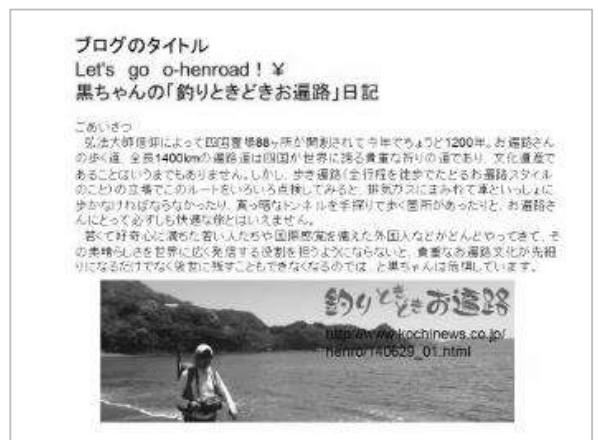 ブログのタイトル
Let's go o-henroad！￥
黒ちゃんの「釣りときどきお遍路」日記
ごあいさつ
弘法大師信仰によって四国霊場88ヶ所が開創されて今年でちょうど1200年。お遍路さん
の歩く道、全長1400kmの遍路道は四国が世界に誇る貴重な祈りの道であり、文化遺産で
あることはいうまでもありません。しかし、歩き遍路（全行程を徒歩でたどるお遍路スタイル
のこと）の立場でこのルートをいろいろ点検してみると、排気ガスにまみれて車といっしょに
歩かなければならなかったり、真っ暗なトンネルを手探りで歩く箇所があったりと、お遍路さ
んにとって必ずしも快適な旅とはいえません。
若くて好奇心に満ちた若い人たちや国際感覚を備えた外国人などがどんどやってきて、そ
の素晴らしさを世界に広く発信する役割を担うようにならないと、貴重なお遍路文化が先細
りになるだけでなく後世に残すこともできなくなるのでは、と黒ちゃんは危惧しています。
釣りときどきお遍路
http://www.kochinews.co.jp/
henro/140629_01.html